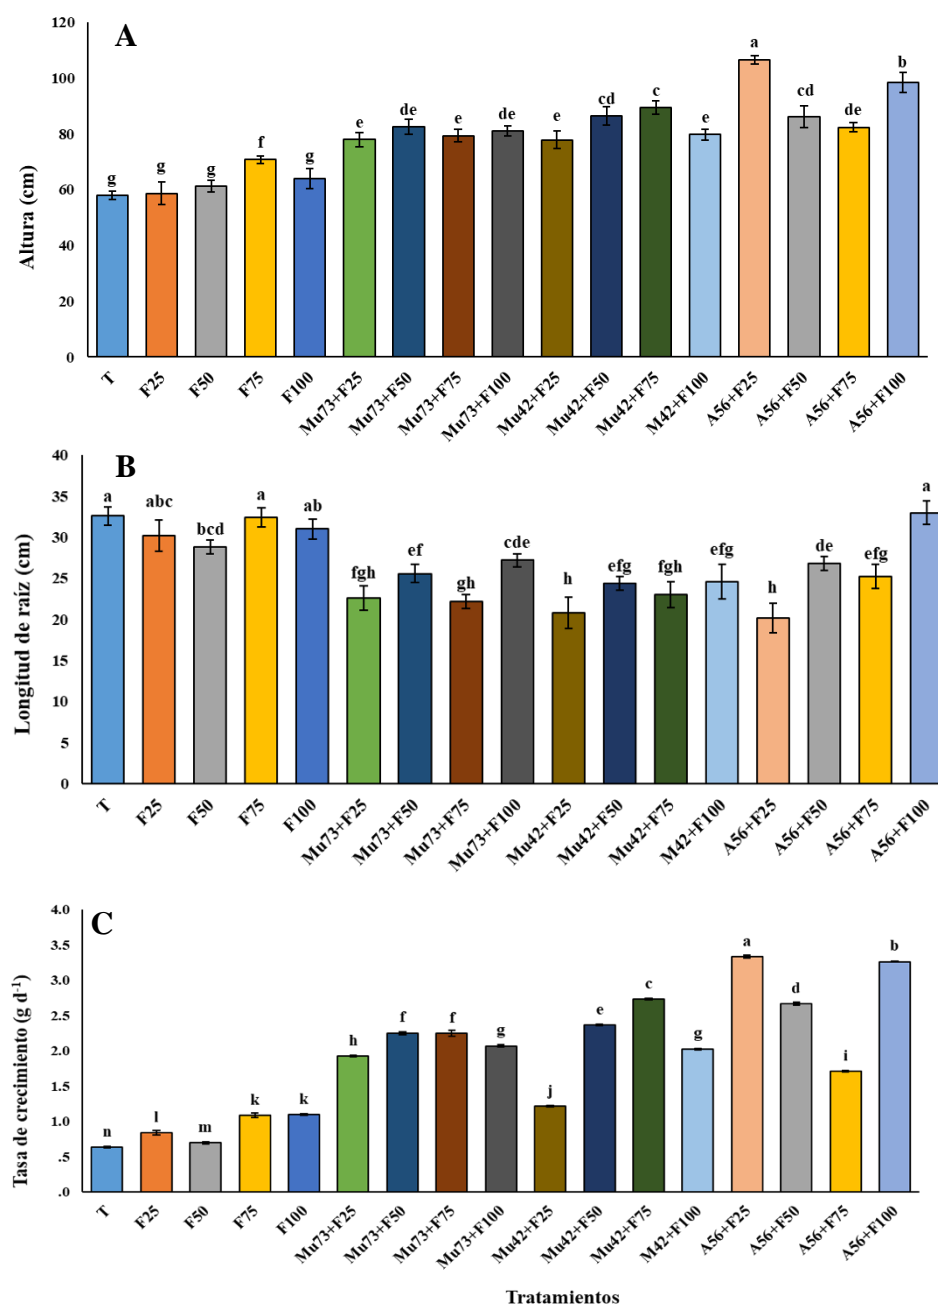 A
Altura (cm)
120
100
80
60
40
20
0
g g g f g e de e de e cd c e a cd de b
T F25 F50 F75 F100 Mu73+F25 Mu73+F50 Mu73+F75 Mu73+F100 Mu42+F25 Mu42+F50 Mu42+F75 M42+F100 A56+F25 A56+F50 A56+F75 A56+F100
B
Longitud de raíz (cm)
40
35
30
25
20
15
10
5
0
a abc bcd a ab fgh ef gh cde h efg fgh efg h de efg a
T F25 F50 F75 F100 Mu73+F25 Mu73+F50 Mu73+F75 Mu73+F100 Mu42+F25 Mu42+F50 Mu42+F75 M42+F100 A56+F25 A56+F50 A56+F75 A56+F100
C
Tasa de crecimiento (g d-1)
4.0
3.5
3.0
2.5
2.0
1.5
1.0
.5
.0
n l m k k h f f g j e c g a d i b
T F25 F50 F75 F100 Mu73+F25 Mu73+F50 Mu73+F75 Mu73+F100 Mu42+F25 Mu42+F50 Mu42+F75 M42+F100 A56+F25 A56+F50 A56+F75 A56+F100
Tratamientos